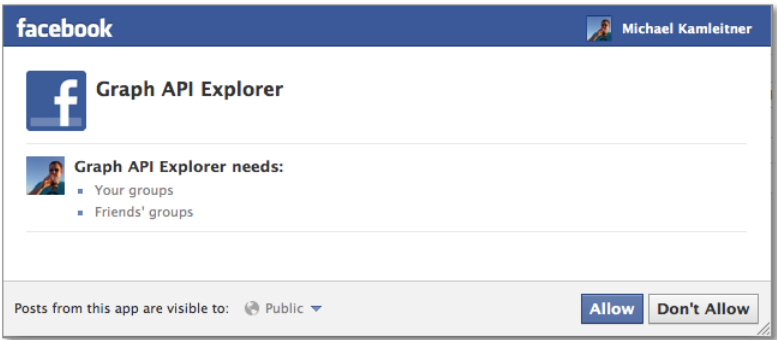 facebook
Michael Kamleitner
Graph API Explorer
Graph API Explorer needs:
Your groups
Friends' groups
Posts from this app are visible to: Public
Allow Don't Allow